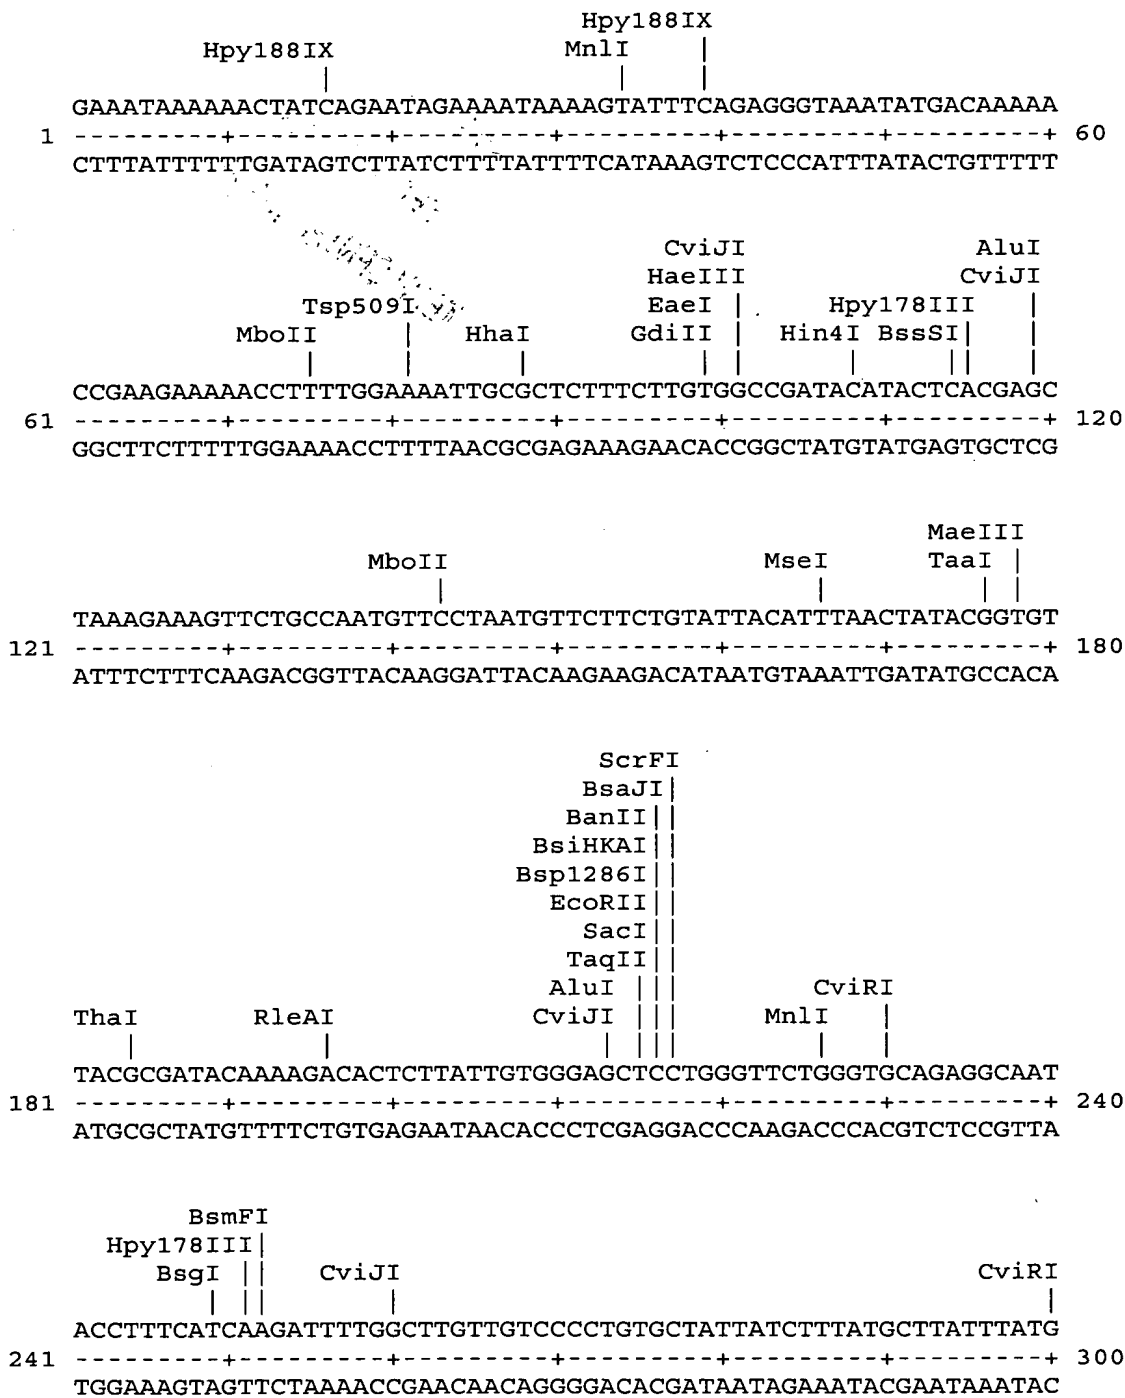 Hpy188IX
Hpy188IX MnlI
GAAATAAAAAACTATCAGAATAGAAAATAAAAGTATTTCAGAGGGTAAATATGACAAAAA
1 ---------+---------+---------+---------+---------+---------+ 60
CTTTATTTTTTGATAGTCTTATCTTTTATTTTCATAAAGTCTCCCATTTATACTGTTTTT
CviJI AluI
HaeIII CviJI
Tsp509I EaeI Hpy178III
MboII HhaI GdiII Hin4I BssSI
CCGAAGAAAAACCTTTTGGAAAATTGCGCTCTTTCTTGTGGCCGATACATACTCACGAGC
61 ---------+---------+---------+---------+---------+---------+ 120
GGCTTCTTTTTGGAAAACCTTTTAACGCGAGAAAGAACACCGGCTATGTATGAGTGCTCG
MaeIII
MboII MseI TaaI
TAAAGAAAGTTCTGCCAATGTTCCTAATGTTCTTCTGTATTACATTTAACTATACGGTGT
121 ---------+---------+---------+---------+---------+---------+ 180
ATTTCTTTCAAGACGGTTACAAGGATTACAAGAAGACATAATGTAAATTGATATGCCACA
ScrFI
BsaJI
BanII
BsiHKAI
Bsp1286I
EcoRII
SacI
TaqII
AluI CviRI
ThaI RleAI CviJI MnlI
TACGCGATACAAAAGACACTCTTATTGTGGGAGCTCCTGGGTTCTGGGTGCAGAGGCAAT
181 ---------+---------+---------+---------+---------+---------+ 240
ATGCGCTATGTTTTCTGTGAGAATAACACCCTCGAGGACCCAAGACCCACGTCTCCGTTA
BsmFI
Hpy178III
BsgI CviJI CviRI
ACCTTTCATCAAGATTTTGGCTTGTTGTCCCCTGTGCTATTATCTTTATGCTTATTTATG
241 ---------+---------+---------+---------+---------+---------+ 300
TGGAAAGTAGTTCTAAAACCGAACAACAGGGGACACGATAATAGAAATACGAATAAATAC